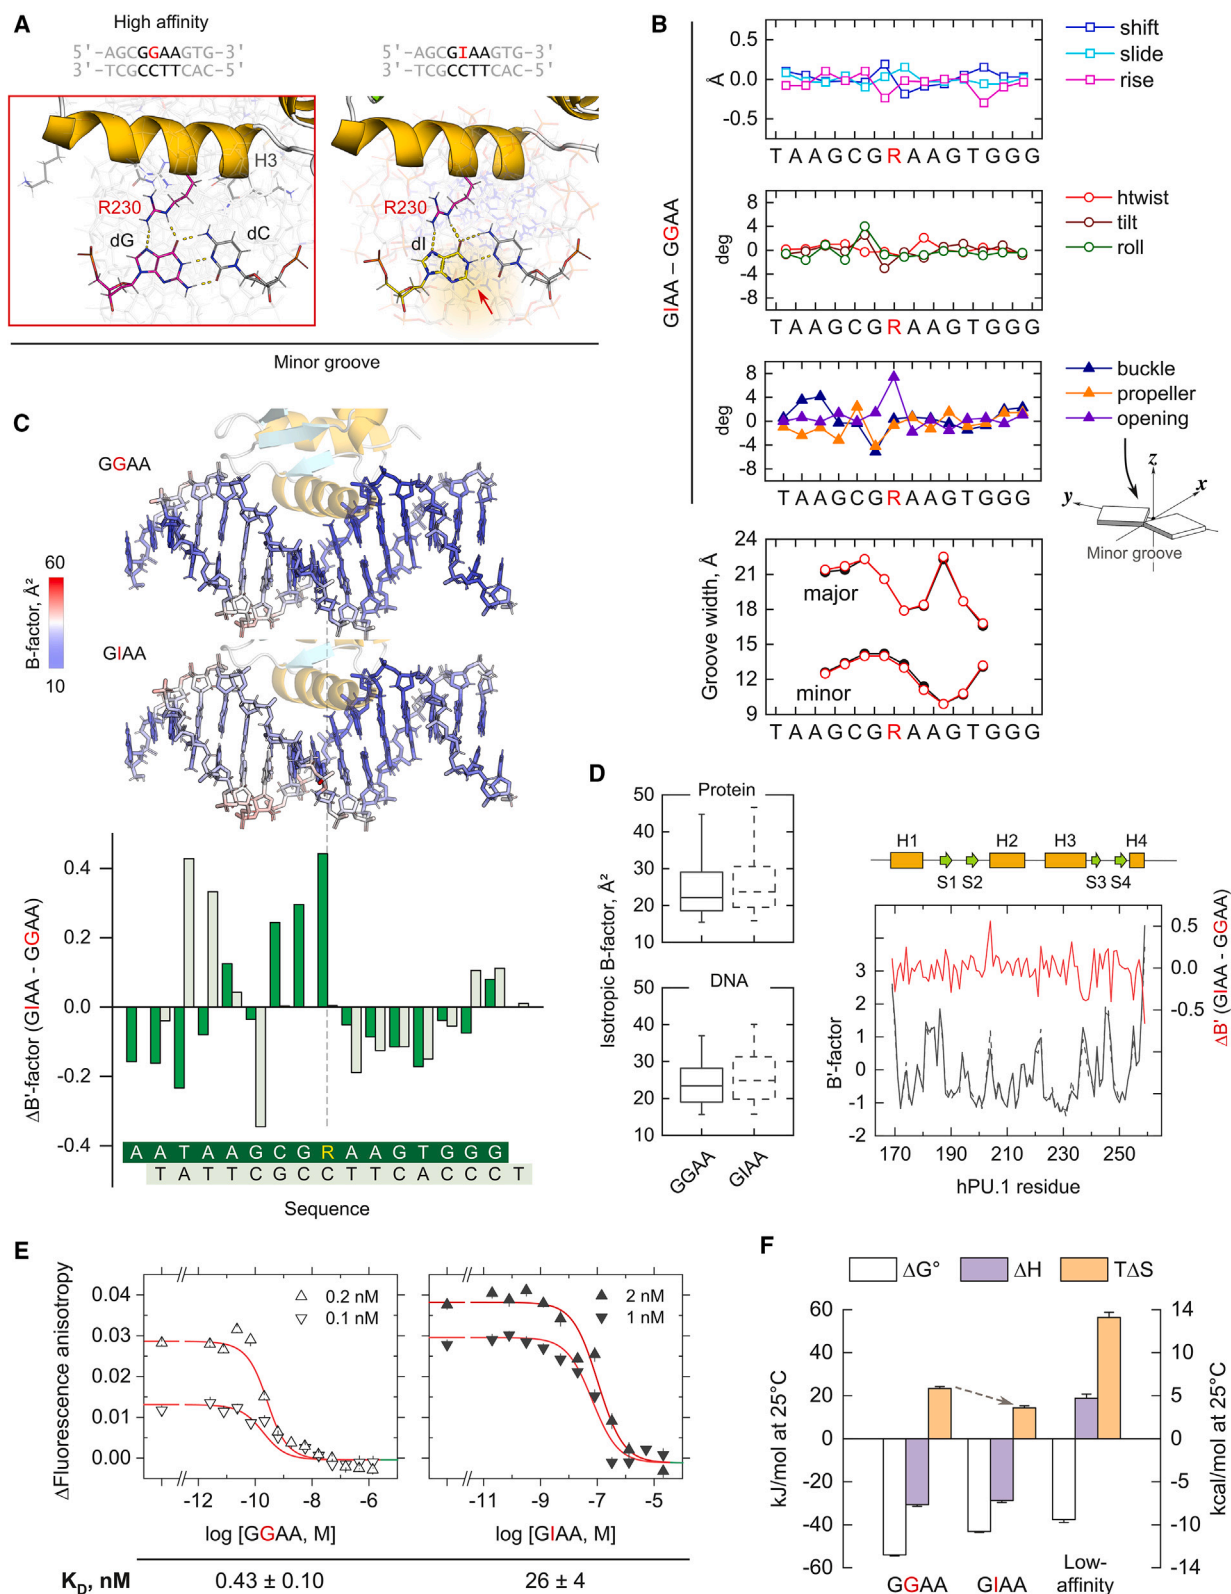 A
High affinity
5'-AGCGGAAGTG-3'
3'-TCGCCTTCAC-5'
5'-AGCGIAAGTG-3'
3'-TCGCCTTCAC-5'
H3
R230
dG
dC
R230
dI
Minor groove
B
GIAA – GGAA
Å
0.5
0.0
-0.5
T A A G C G R A A G T G G G
shift
slide
rise
deg
8
4
0
-4
-8
T A A G C G R A A G T G G G
htwist
tilt
roll
deg
8
4
0
-4
-8
T A A G C G R A A G T G G G
buckle
propeller
opening
z
y
x
Minor groove
Groove width, Å
24
21
18
15
12
9
major
minor
T A A G C G R A A G T G G G
C
GGAA
B-factor, Å²
60
10
GIAA
ΔB'-factor (GIAA - GGAA)
0.4
0.2
0.0
-0.2
-0.4
A A T A A G C G R A A G T G G G
T A T T C G C C T T C A C C C T
Sequence
D
Isotropic B-factor, Å²
Protein
50
40
30
20
10
DNA
50
40
30
20
10
GGAA
GIAA
H1
H2
H3
H4
S1
S2
S3
S4
B'-factor
3
2
1
0
-1
-2
0.5
0.0
-0.5
ΔB' (GIAA - GGAA)
170
190
210
230
250
hPU.1 residue
E
ΔFluorescence anisotropy
0.04
0.03
0.02
0.01
0.00
0.2 nM
0.1 nM
-12
-10
-8
-6
log [GGAA, M]
2 nM
1 nM
-11
-9
-7
-5
log [GIAA, M]
K_D, nM
0.43 ± 0.10
26 ± 4
F
ΔG°
ΔH
TΔS
kJ/mol at 25°C
60
40
20
0
-20
-40
-60
14
10
5
0
-5
-10
-14
kcal/mol at 25°C
GGAA
GIAA
Low-
affinity